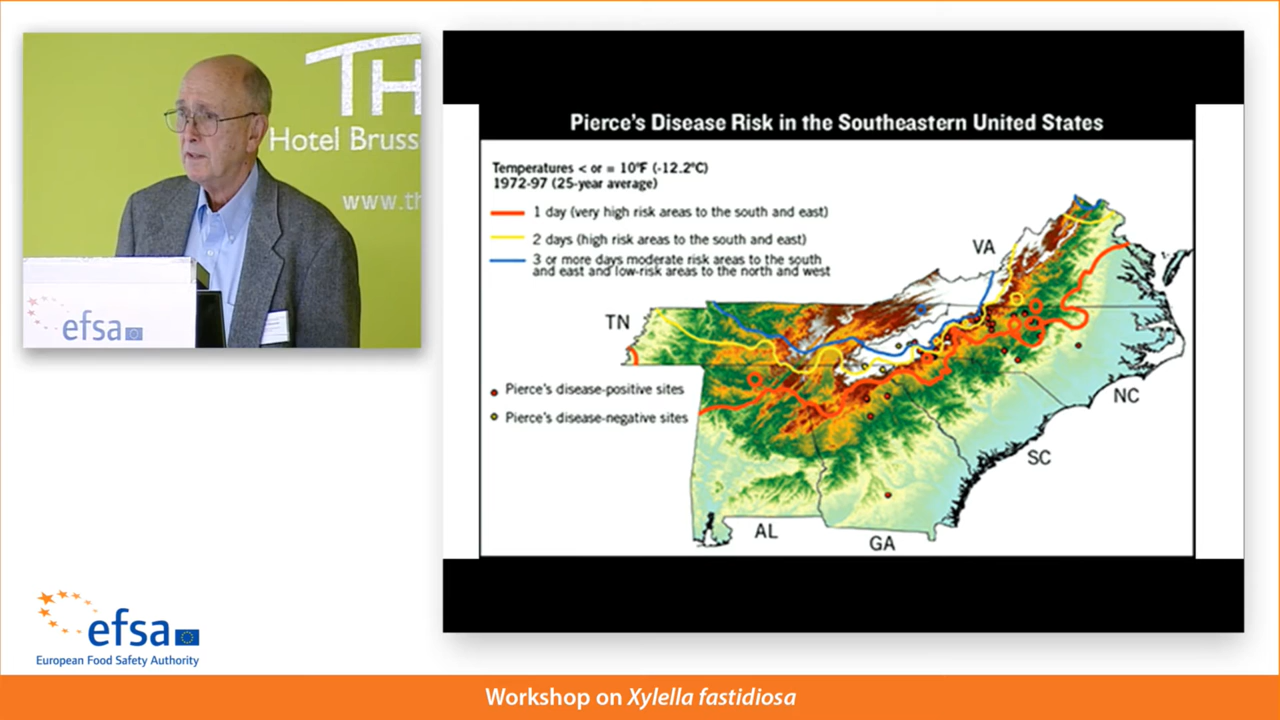 TH
Hotel Bruss
www.th
efsa
Pierce's Disease Risk in the Southeastern United States
Temperatures < or = 10°F (-12.2°C)
1972-97 (25-year average)
1 day (very high risk areas to the south and east)
2 days (high risk areas to the south and east)
3 or more days moderate risk areas to the south
and east and low-risk areas to the north and west
VA
TN
Pierce's disease-positive sites
Pierce's disease-negative sites
NC
SC
AL
GA
efsa
European Food Safety Authority
Workshop on Xylella fastidiosa